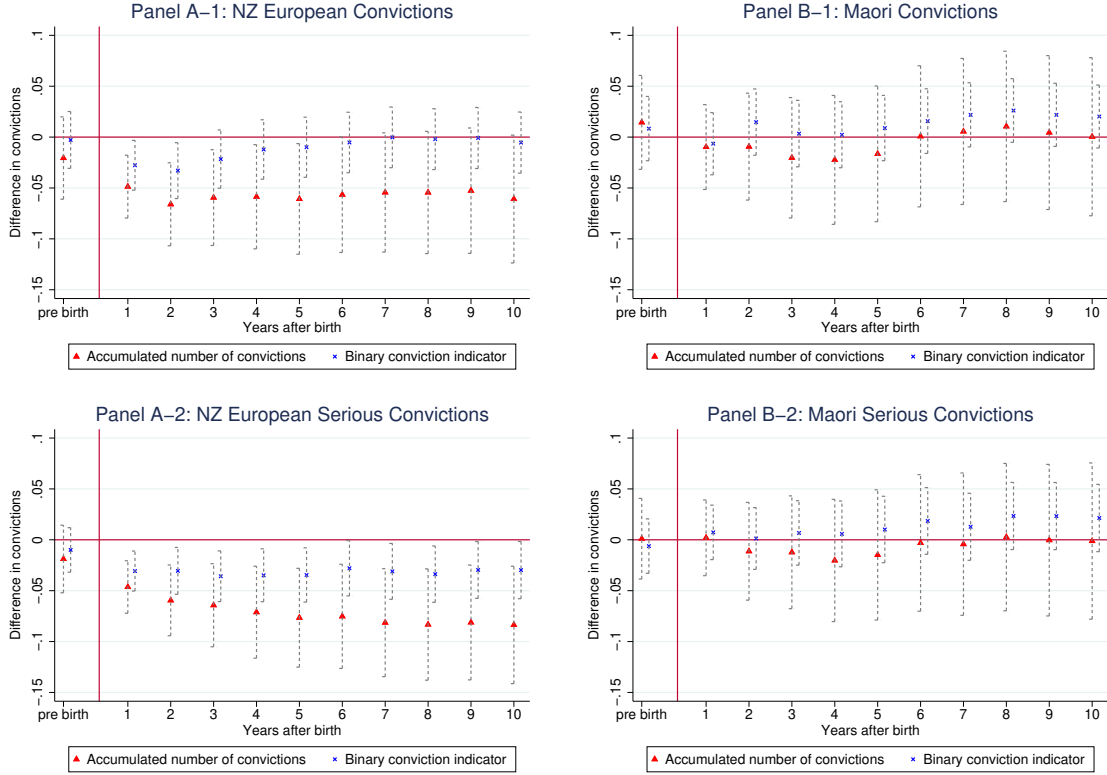 Panel A−1: NZ European Convictions
Difference in convictions
.1
.05
0
−.05
−.1
−.15
pre birth 1 2 3 4 5 6 7 8 9 10
Years after birth
Accumulated number of convictions Binary conviction indicator
Panel B−1: Maori Convictions
Difference in convictions
.1
.05
0
−.05
−.1
−.15
pre birth 1 2 3 4 5 6 7 8 9 10
Years after birth
Accumulated number of convictions Binary conviction indicator
Panel A−2: NZ European Serious Convictions
Difference in convictions
.1
.05
0
−.05
−.1
−.15
pre birth 1 2 3 4 5 6 7 8 9 10
Years after birth
Accumulated number of convictions Binary conviction indicator
Panel B−2: Maori Serious Convictions
Difference in convictions
.1
.05
0
−.05
−.1
−.15
pre birth 1 2 3 4 5 6 7 8 9 10
Years after birth
Accumulated number of convictions Binary conviction indicator